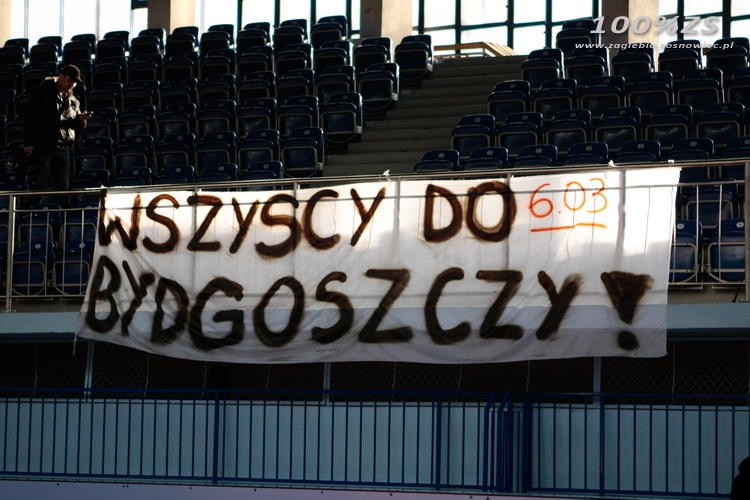 100%ZS
www.zaglebie.sosnowiec.pl
WSZYSCY DO 6.03
BYDGOSZCZY!